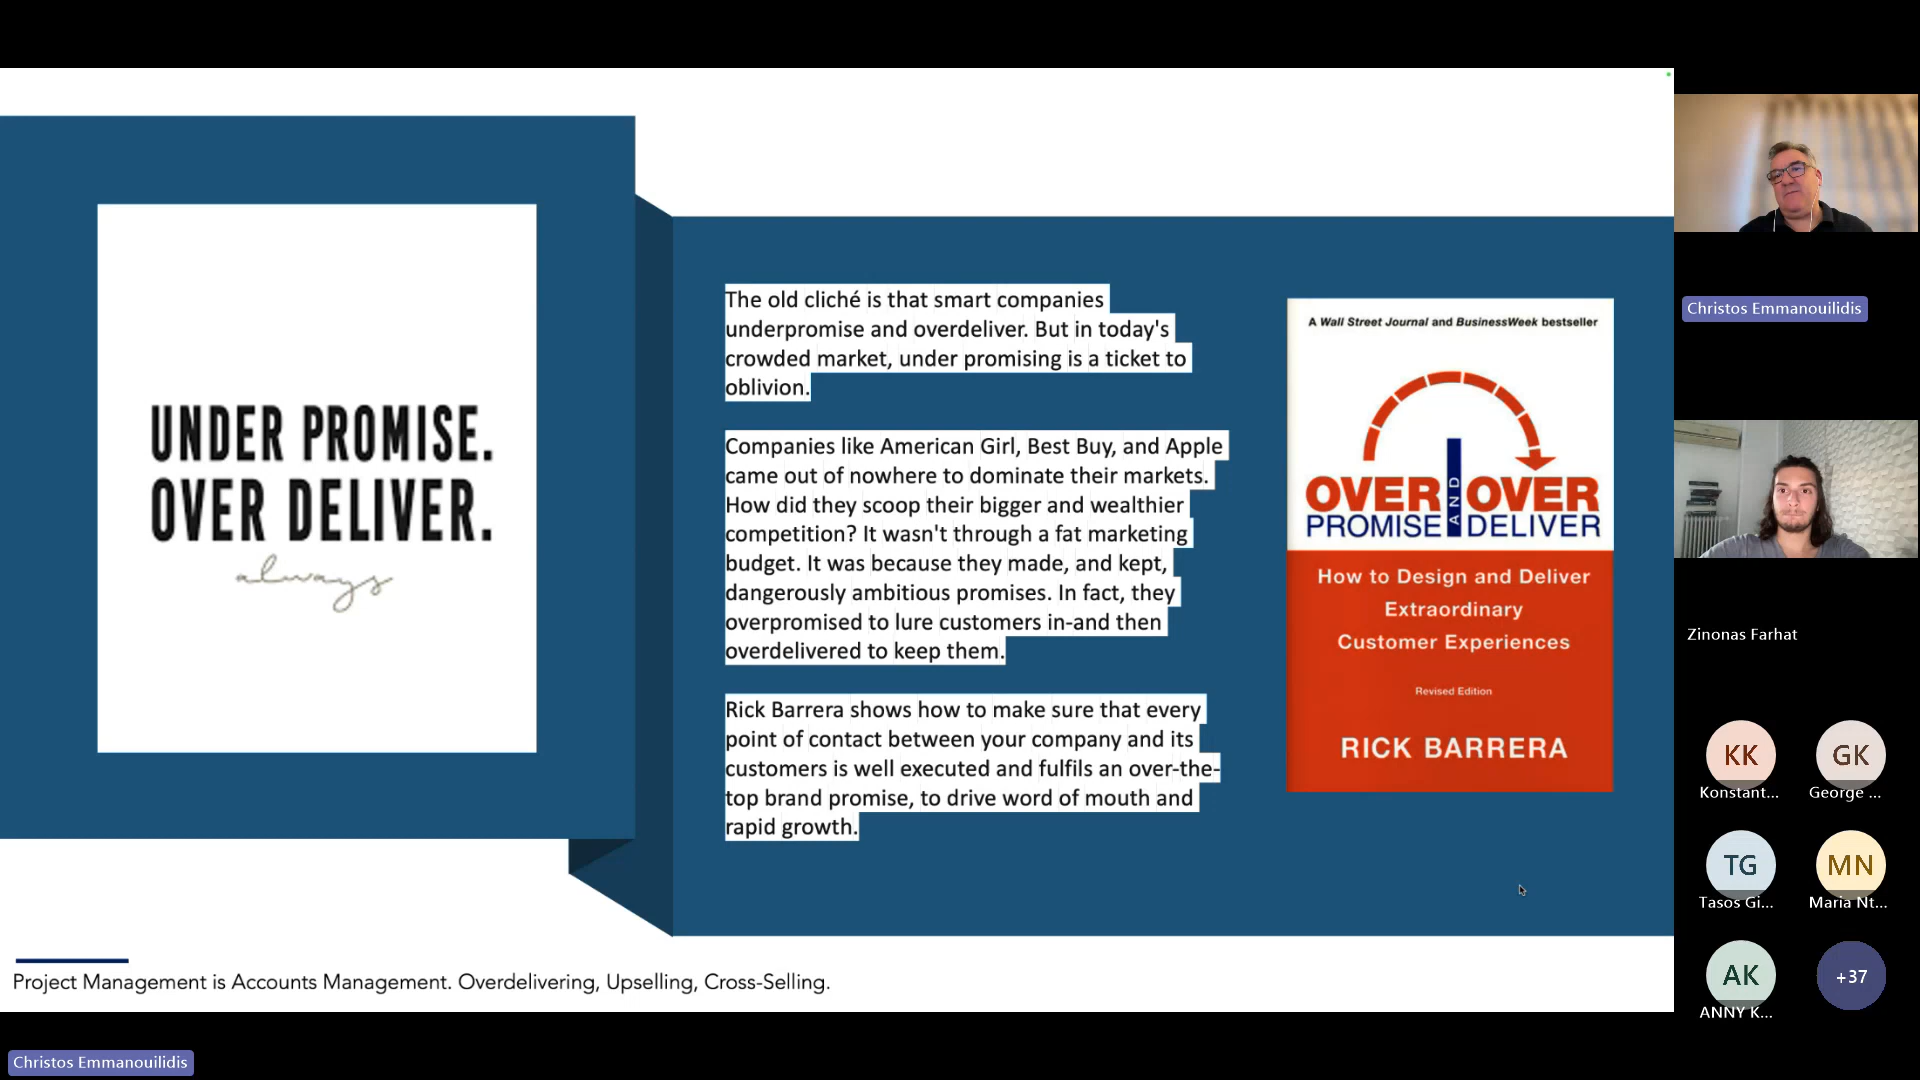 UNDER PROMISE.
OVER DELIVER.
always
The old cliché is that smart companies
underpromise and overdeliver. But in today's
crowded market, under promising is a ticket to
oblivion.
Companies like American Girl, Best Buy, and Apple
came out of nowhere to dominate their markets.
How did they scoop their bigger and wealthier
competition? It wasn't through a fat marketing
budget. It was because they made, and kept,
dangerously ambitious promises. In fact, they
overpromised to lure customers in-and then
overdelivered to keep them.
Rick Barrera shows how to make sure that every
point of contact between your company and its
customers is well executed and fulfils an over-the-
top brand promise, to drive word of mouth and
rapid growth.
A Wall Street Journal and BusinessWeek bestseller
OVER AND OVER
PROMISE DELIVER
How to Design and Deliver
Extraordinary
Customer Experiences
Revised Edition
RICK BARRERA
Project Management is Accounts Management. Overdelivering, Upselling, Cross-Selling.
Christos Emmanouilidis
Christos Emmanouilidis
Zinonas Farhat
KK
Konstant...
GK
George ...
TG
Tasos Gi...
MN
Maria Nt...
AK
ANNY K...
+37